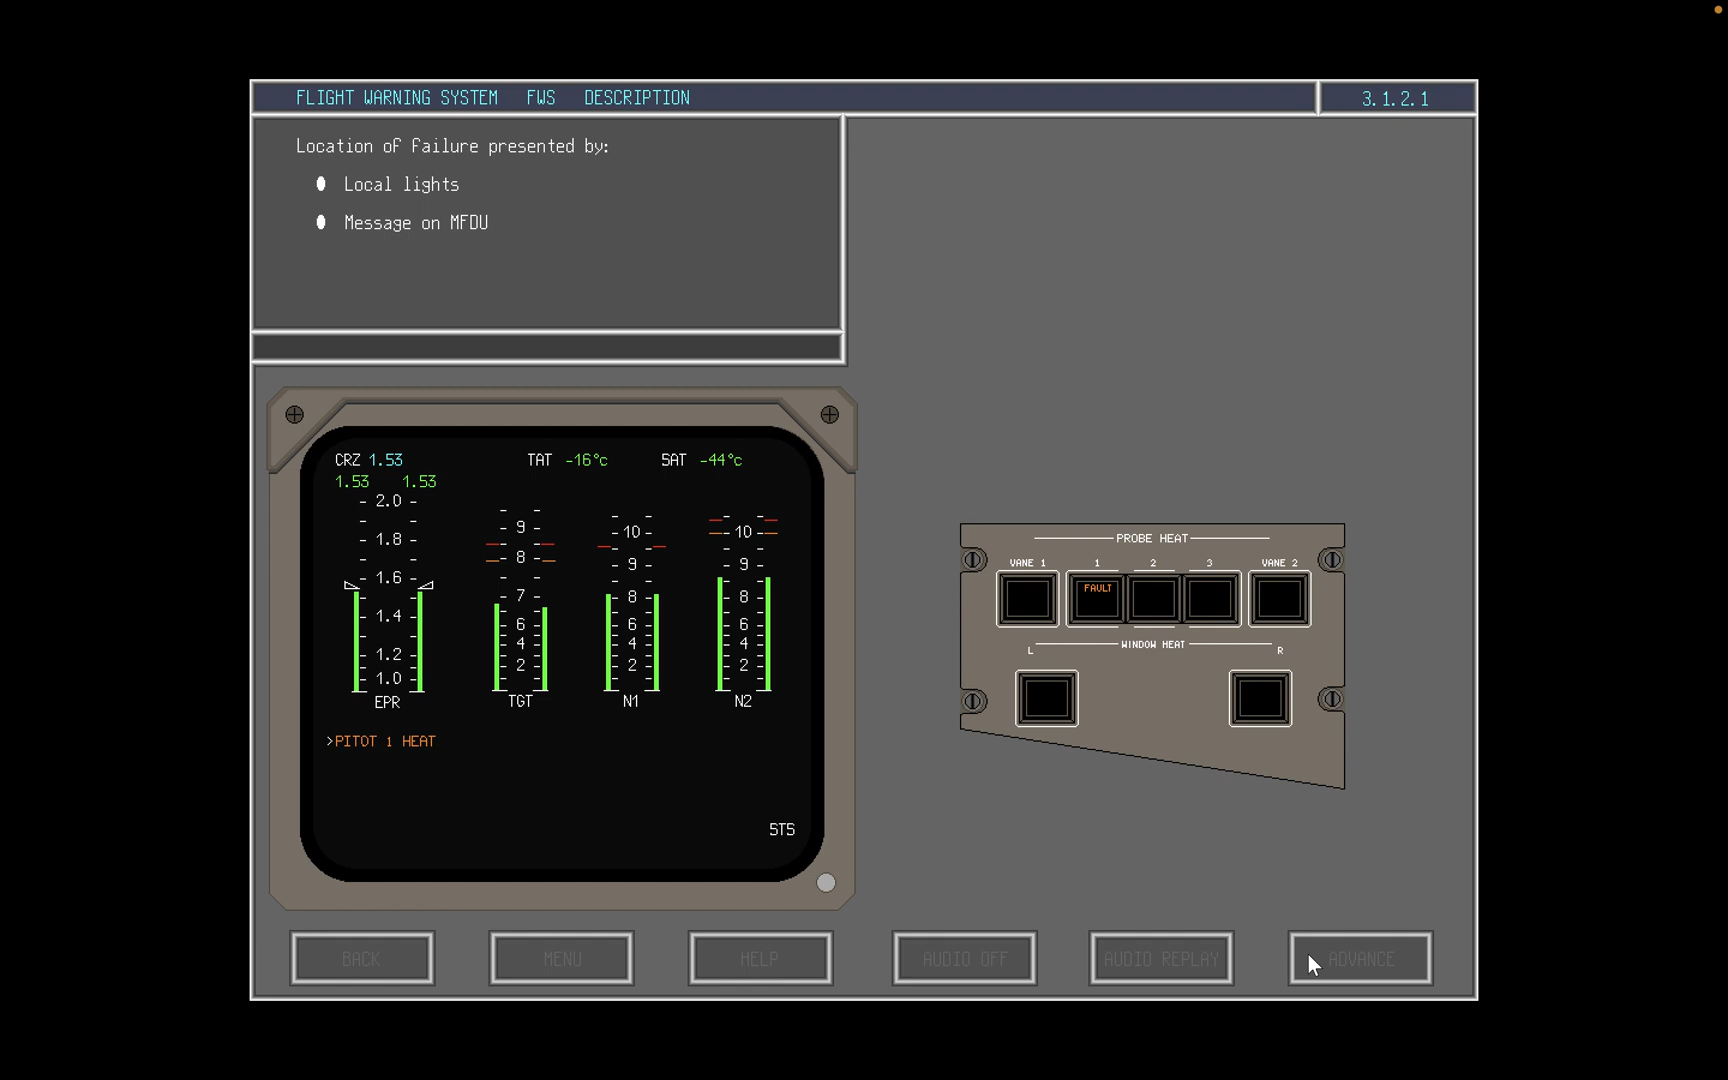 FLIGHT WARNING SYSTEM FWS DESCRIPTION 3.1.2.1
Location of failure presented by:
Local lights
Message on MFDU
CRZ 1.53 TAT -16°c SAT -44°c
1.53 1.53
2.0
1.8
1.6
1.4
1.2
1.0
EPR
9
8
7
6
4
2
TGT
10
9
8
6
4
2
N1
10
9
8
6
4
2
N2
>PITOT 1 HEAT
STS
PROBE HEAT
VANE 1 1 2 3 VANE 2
FAULT
WINDOW HEAT
L R
BACK MENU HELP AUDIO OFF AUDIO REPLAY ADVANCE